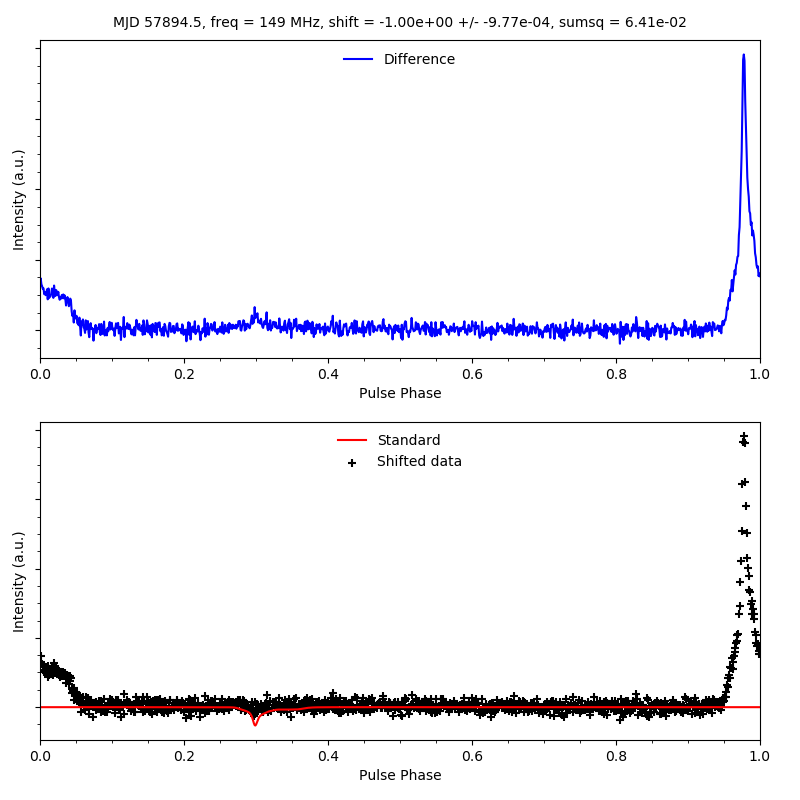 MJD 57894.5, freq = 149 MHz, shift = -1.00e+00 +/- -9.77e-04, sumsq = 6.41e-02
Difference
Intensity (a.u.)
0.0 0.2 0.4 0.6 0.8 1.0
Pulse Phase
Standard
Shifted data
Intensity (a.u.)
0.0 0.2 0.4 0.6 0.8 1.0
Pulse Phase